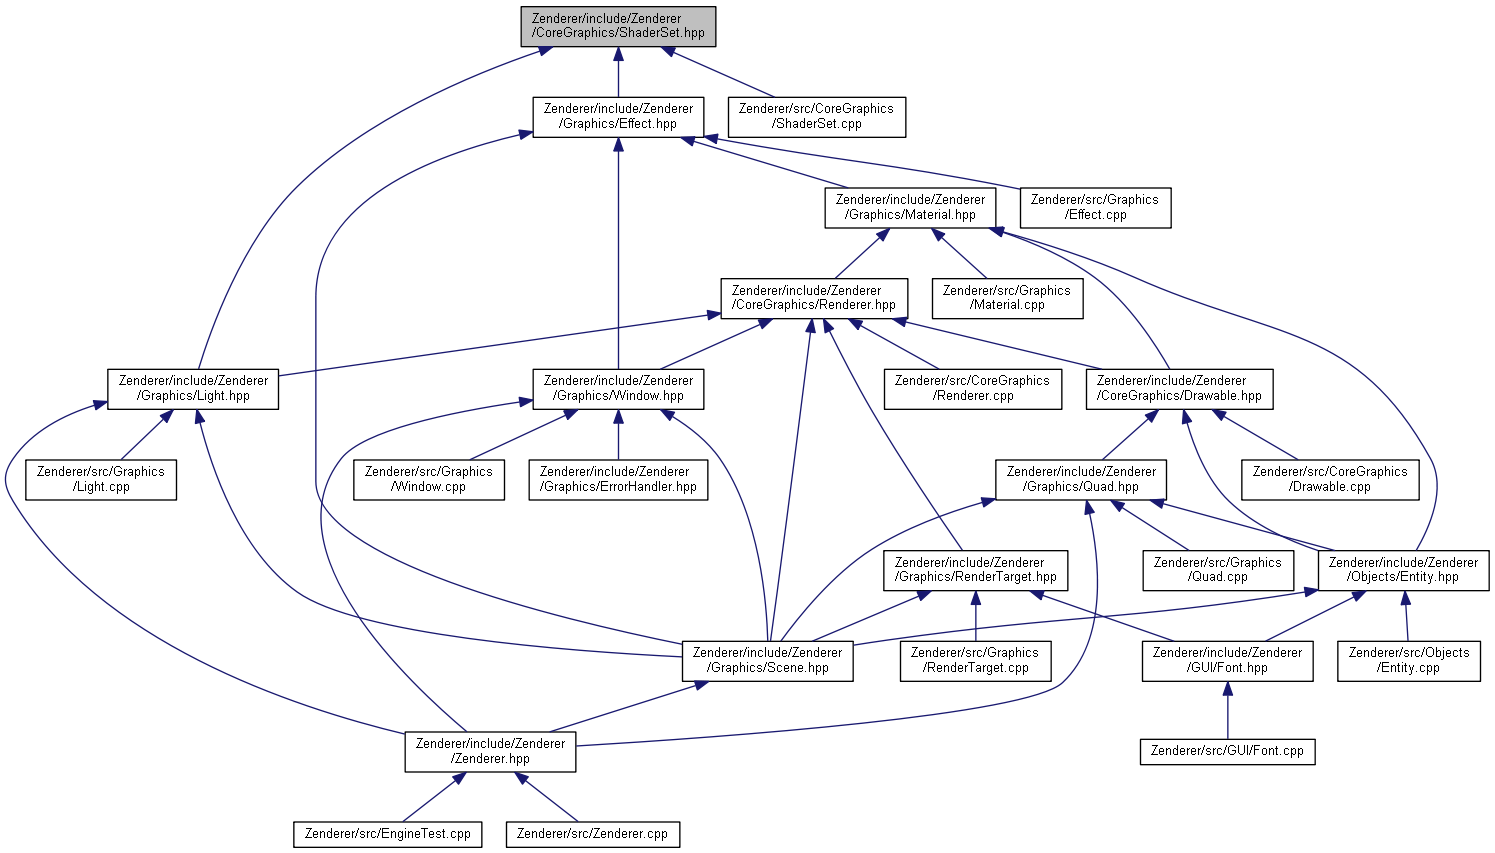 Zenderer/include/Zenderer
/CoreGraphics/ShaderSet.hpp
Zenderer/include/Zenderer
/Graphics/Effect.hpp
Zenderer/src/CoreGraphics
/ShaderSet.cpp
Zenderer/include/Zenderer
/Graphics/Material.hpp
Zenderer/src/Graphics
/Effect.cpp
Zenderer/include/Zenderer
/CoreGraphics/Renderer.hpp
Zenderer/src/Graphics
/Material.cpp
Zenderer/include/Zenderer
/Graphics/Light.hpp
Zenderer/include/Zenderer
/Graphics/Window.hpp
Zenderer/src/CoreGraphics
/Renderer.cpp
Zenderer/include/Zenderer
/CoreGraphics/Drawable.hpp
Zenderer/src/Graphics
/Light.cpp
Zenderer/src/Graphics
/Window.cpp
Zenderer/include/Zenderer
/Graphics/ErrorHandler.hpp
Zenderer/include/Zenderer
/Graphics/Quad.hpp
Zenderer/src/CoreGraphics
/Drawable.cpp
Zenderer/include/Zenderer
/Graphics/RenderTarget.hpp
Zenderer/src/Graphics
/Quad.cpp
Zenderer/include/Zenderer
/Objects/Entity.hpp
Zenderer/include/Zenderer
/Graphics/Scene.hpp
Zenderer/src/Graphics
/RenderTarget.cpp
Zenderer/include/Zenderer
/GUI/Font.hpp
Zenderer/src/Objects
/Entity.cpp
Zenderer/include/Zenderer
/Zenderer.hpp
Zenderer/src/GUI/Font.cpp
Zenderer/src/EngineTest.cpp
Zenderer/src/Zenderer.cpp